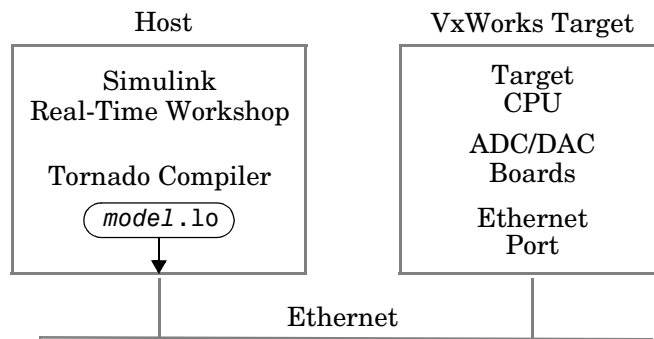 Host
Simulink
Real-Time Workshop
Tornado Compiler
model.lo
VxWorks Target
Target
CPU
ADC/DAC
Boards
Ethernet
Port
Ethernet